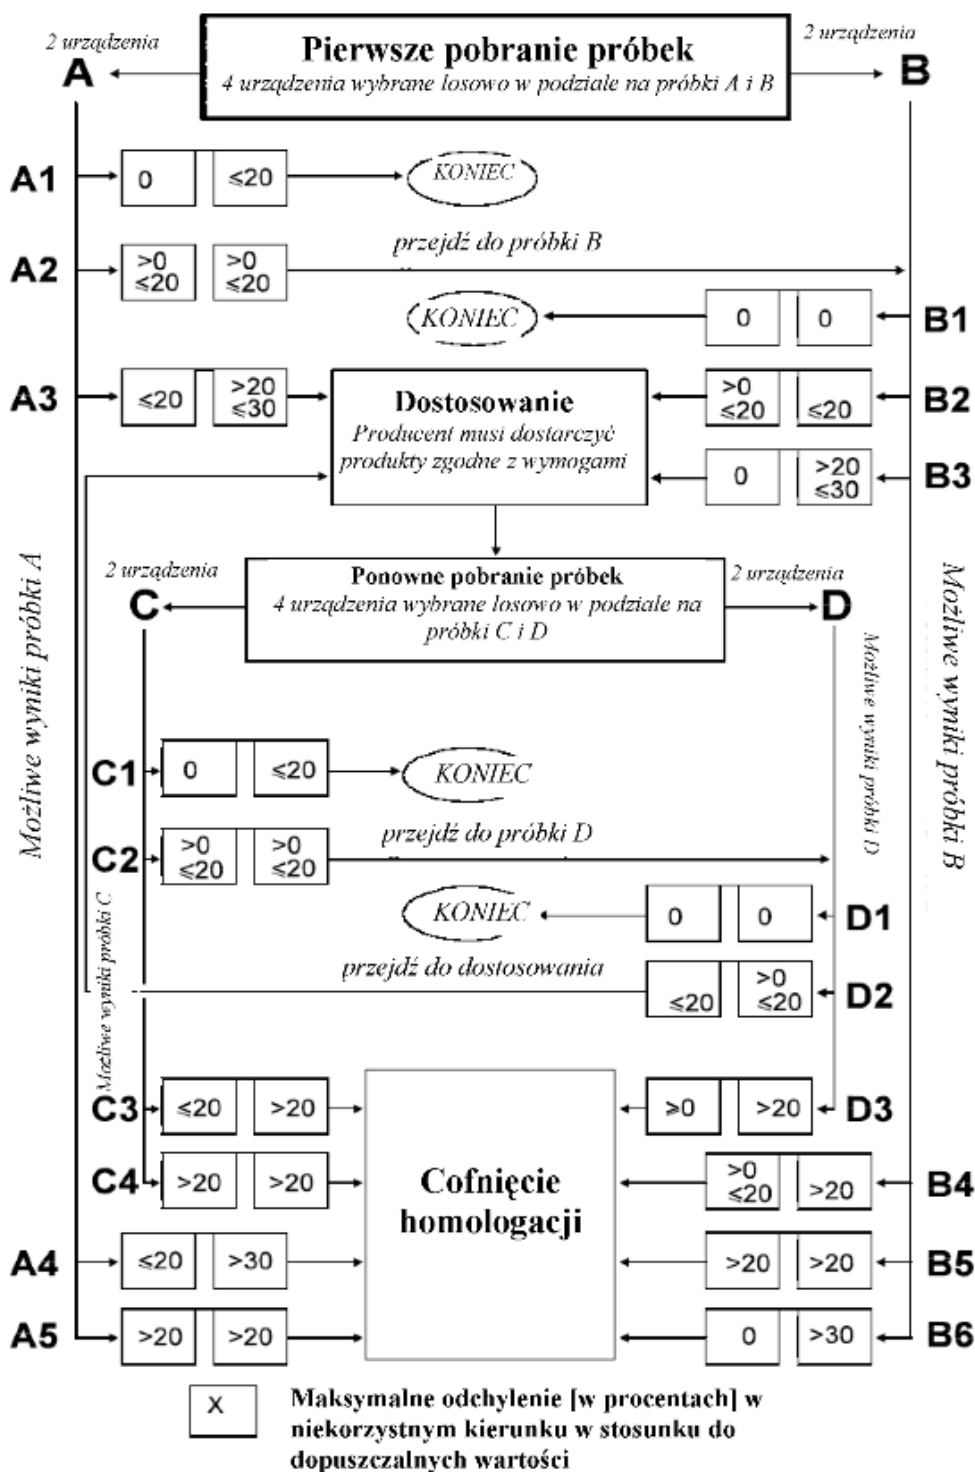 2 urządzenia
Pierwsze pobranie próbek
2 urządzenia
A
4 urządzenia wybrane losowo w podziale na próbki A i B
B
A1
0
≤20
KONIEC
przejdź do próbki B
A2
>0
≤20
>0
≤20
KONIEC
0
0
B1
A3
≤20
>20
≤30
Dostosowanie
Producent musi dostarczyć
produkty zgodne z wymogami
>0
≤20
≤20
B2
0
>20
≤30
B3
2 urządzenia
Ponowne pobranie próbek
2 urządzenia
C
4 urządzenia wybrane losowo w podziale na
próbki C i D
D
Możliwe wyniki próbki A
Możliwe wyniki próbki D
Możliwe wyniki próbki B
C1
0
≤20
KONIEC
przejdź do próbki D
C2
>0
≤20
>0
≤20
Możliwe wyniki próbki C
KONIEC
0
0
D1
przejdź do dostosowania
≤20
>0
≤20
D2
C3
≤20
>20
≥0
>20
D3
C4
>20
>20
Cofnięcie
homologacji
>0
≤20
>20
B4
A4
≤20
>30
>20
>20
B5
A5
>20
>20
0
>30
B6
X
Maksymalne odchylenie [w procentach] w
niekorzystnym kierunku w stosunku do
dopuszczalnych wartości